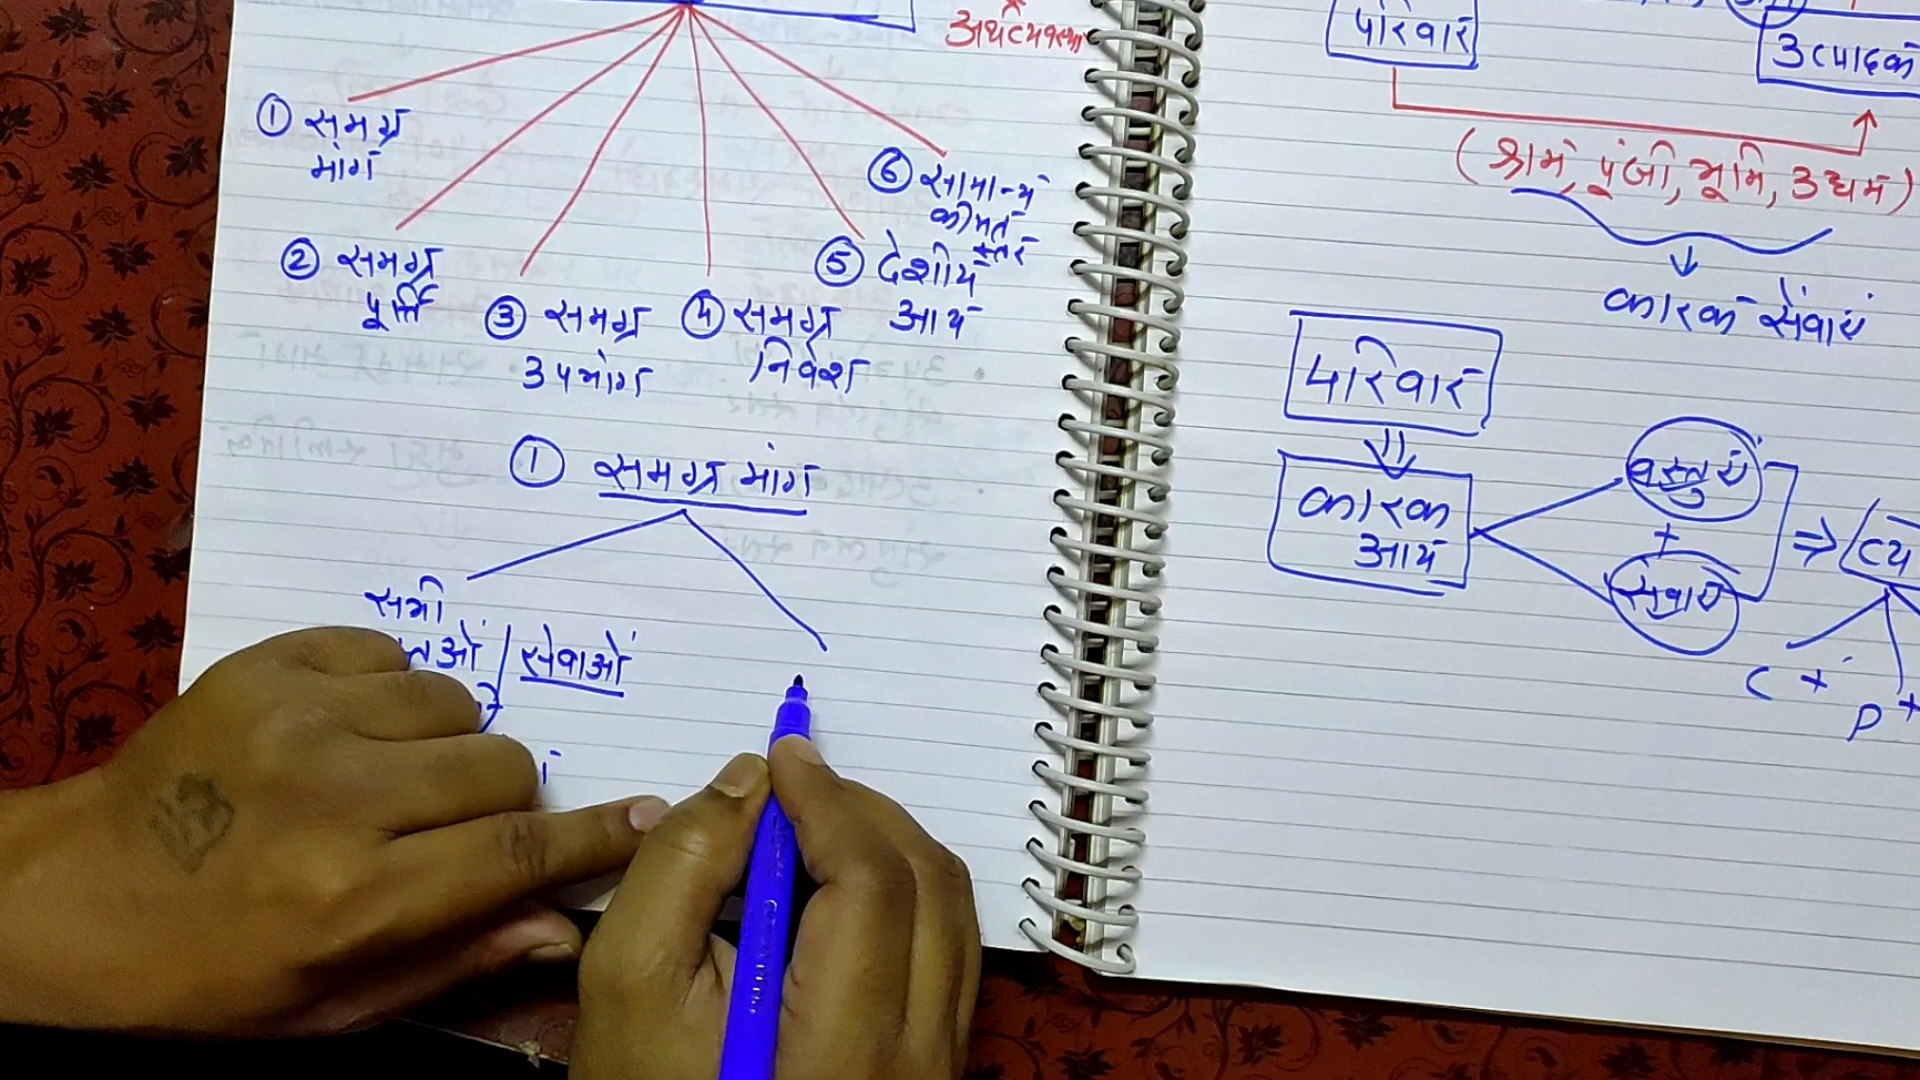 अर्थव्यवस्था
① समग्र
मांग
② समग्र
पूर्ति
③ समग्र
उपभोग
④ समग्र
निवेश
⑤ देशीय
आय
⑥ सामान्य
कीमत
स्तर
① समग्र मांग
सभी
/ सेवाओं
परिवार
उत्पादक
(श्रम, पूंजी, भूमि, उद्यम)
कारक सेवायें
परिवार
कारक
आय
वस्तुयें
+
सेवायें
C +
P +